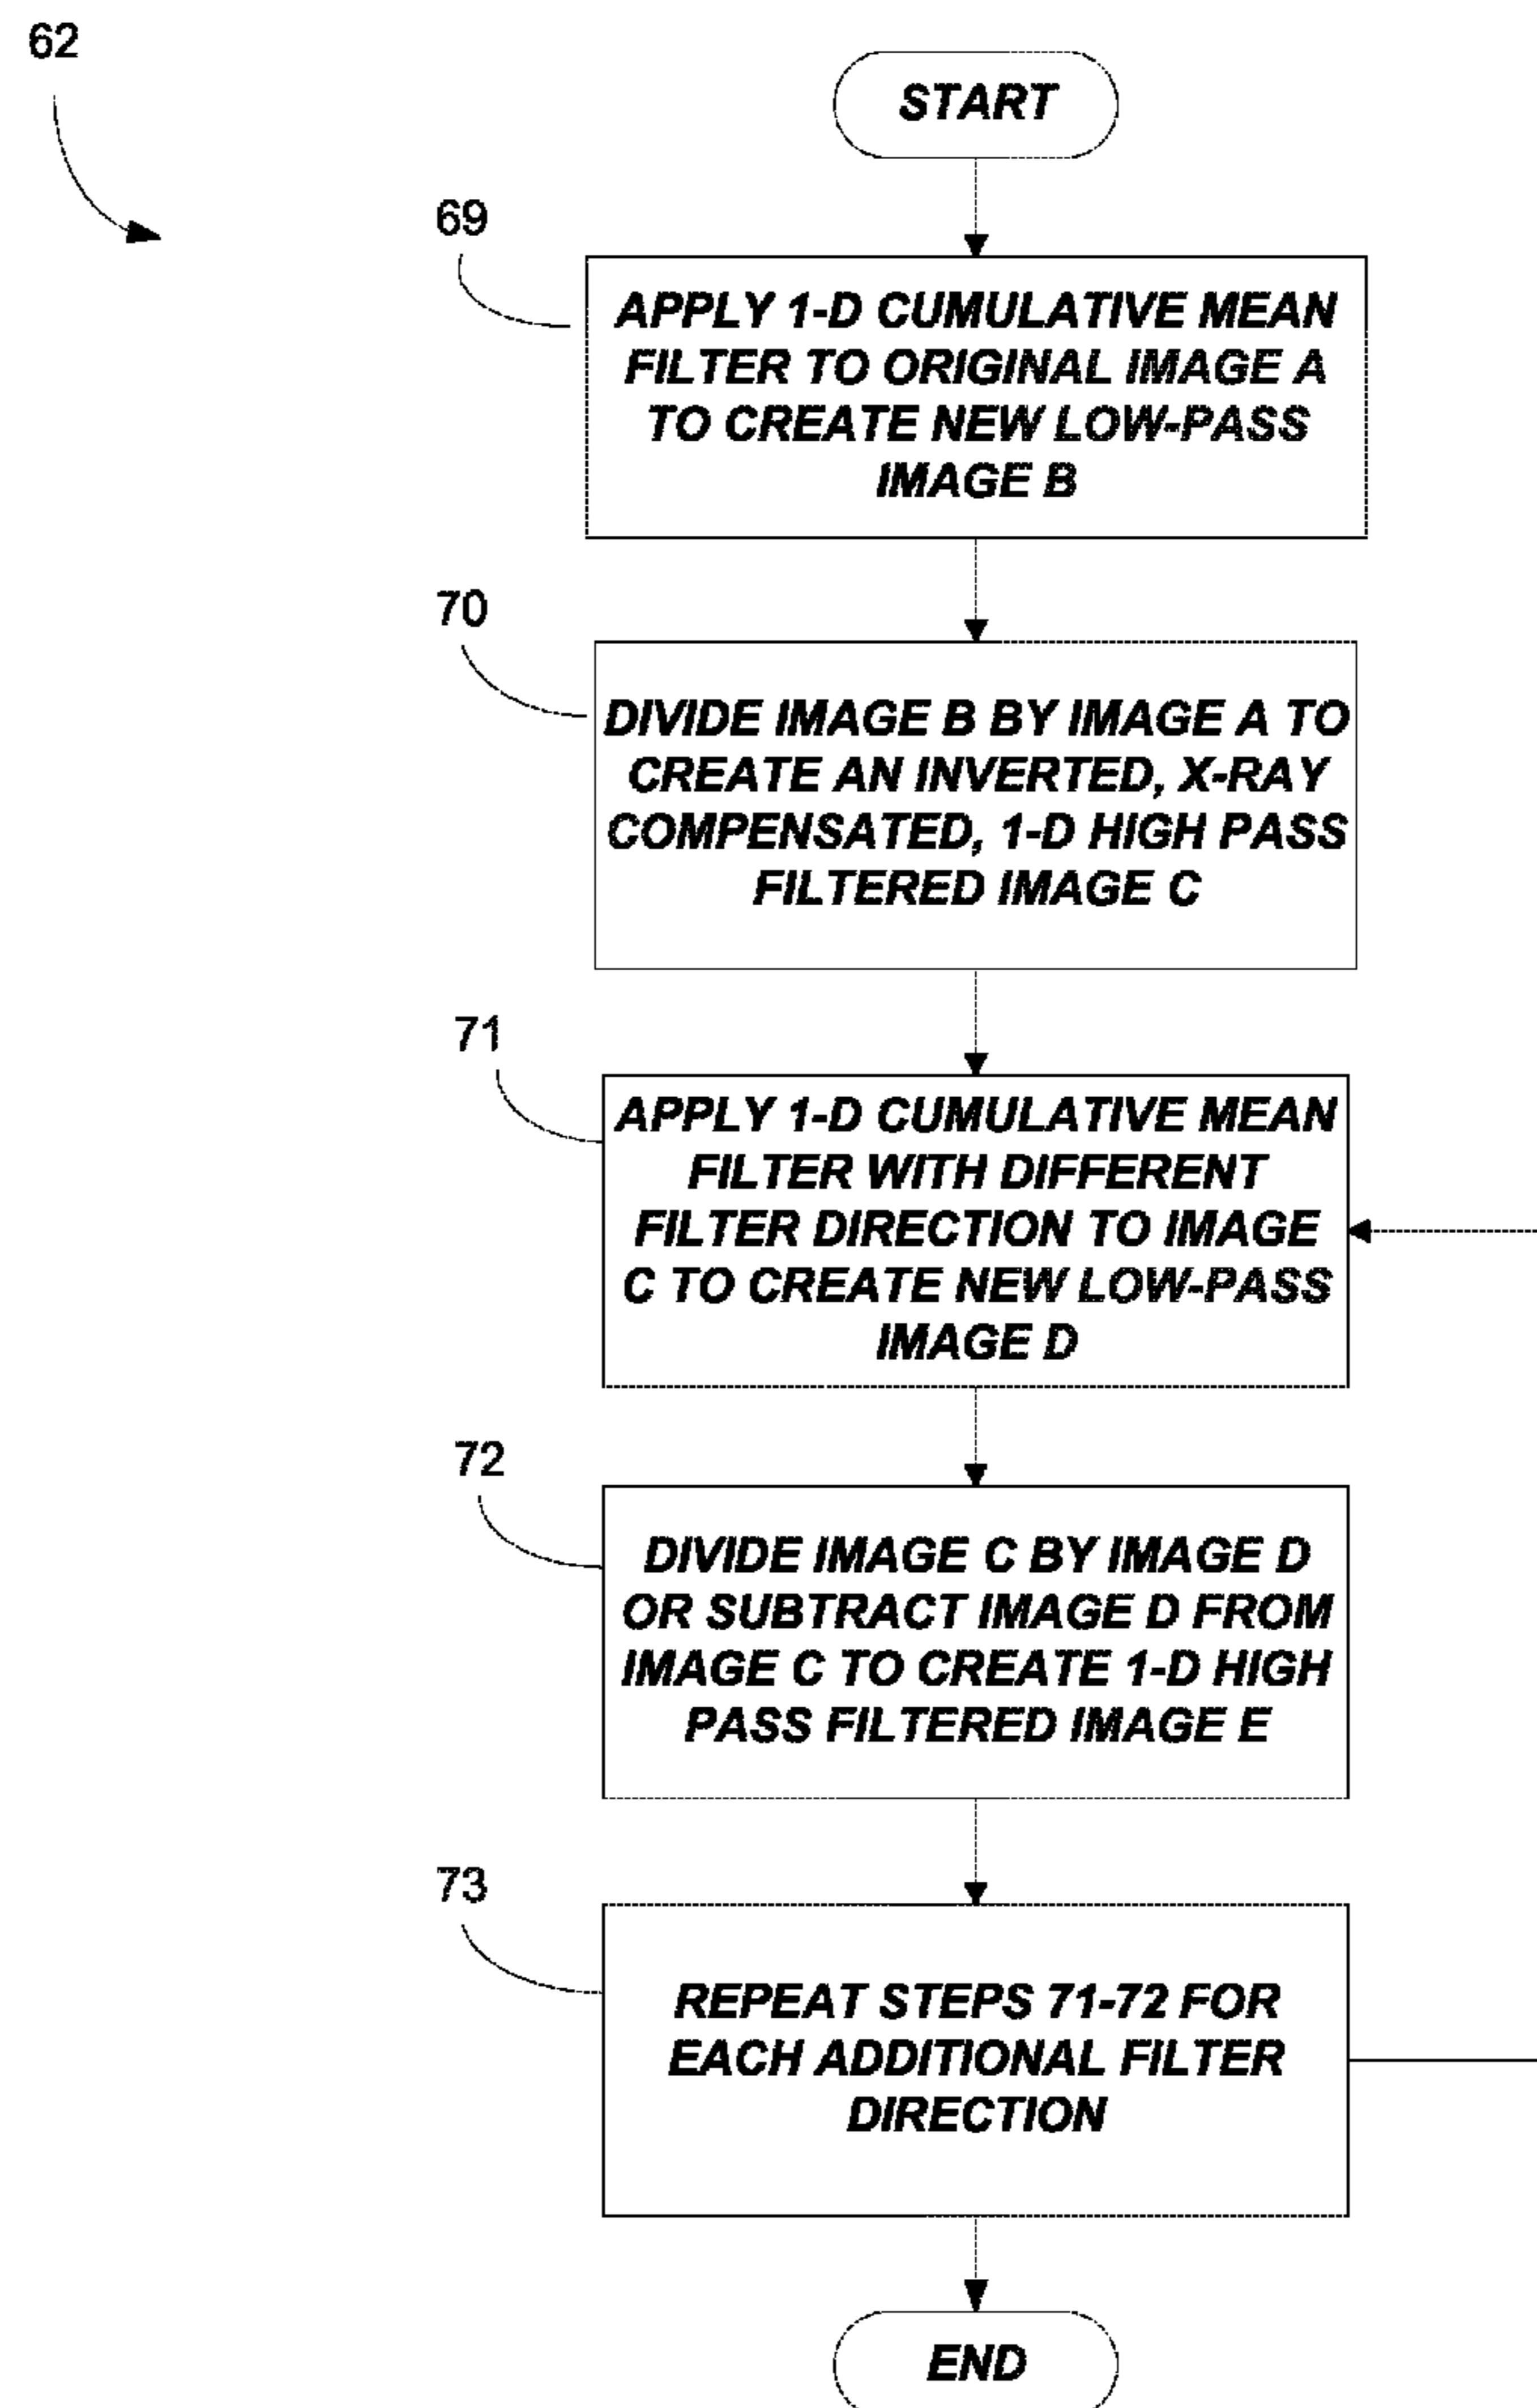 62
START
69
APPLY 1-D CUMULATIVE MEAN
FILTER TO ORIGINAL IMAGE A
TO CREATE NEW LOW-PASS
IMAGE B
70
DIVIDE IMAGE B BY IMAGE A TO
CREATE AN INVERTED, X-RAY
COMPENSATED, 1-D HIGH PASS
FILTERED IMAGE C
71
APPLY 1-D CUMULATIVE MEAN
FILTER WITH DIFFERENT
FILTER DIRECTION TO IMAGE
C TO CREATE NEW LOW-PASS
IMAGE D
72
DIVIDE IMAGE C BY IMAGE D
OR SUBTRACT IMAGE D FROM
IMAGE C TO CREATE 1-D HIGH
PASS FILTERED IMAGE E
73
REPEAT STEPS 71-72 FOR
EACH ADDITIONAL FILTER
DIRECTION
END